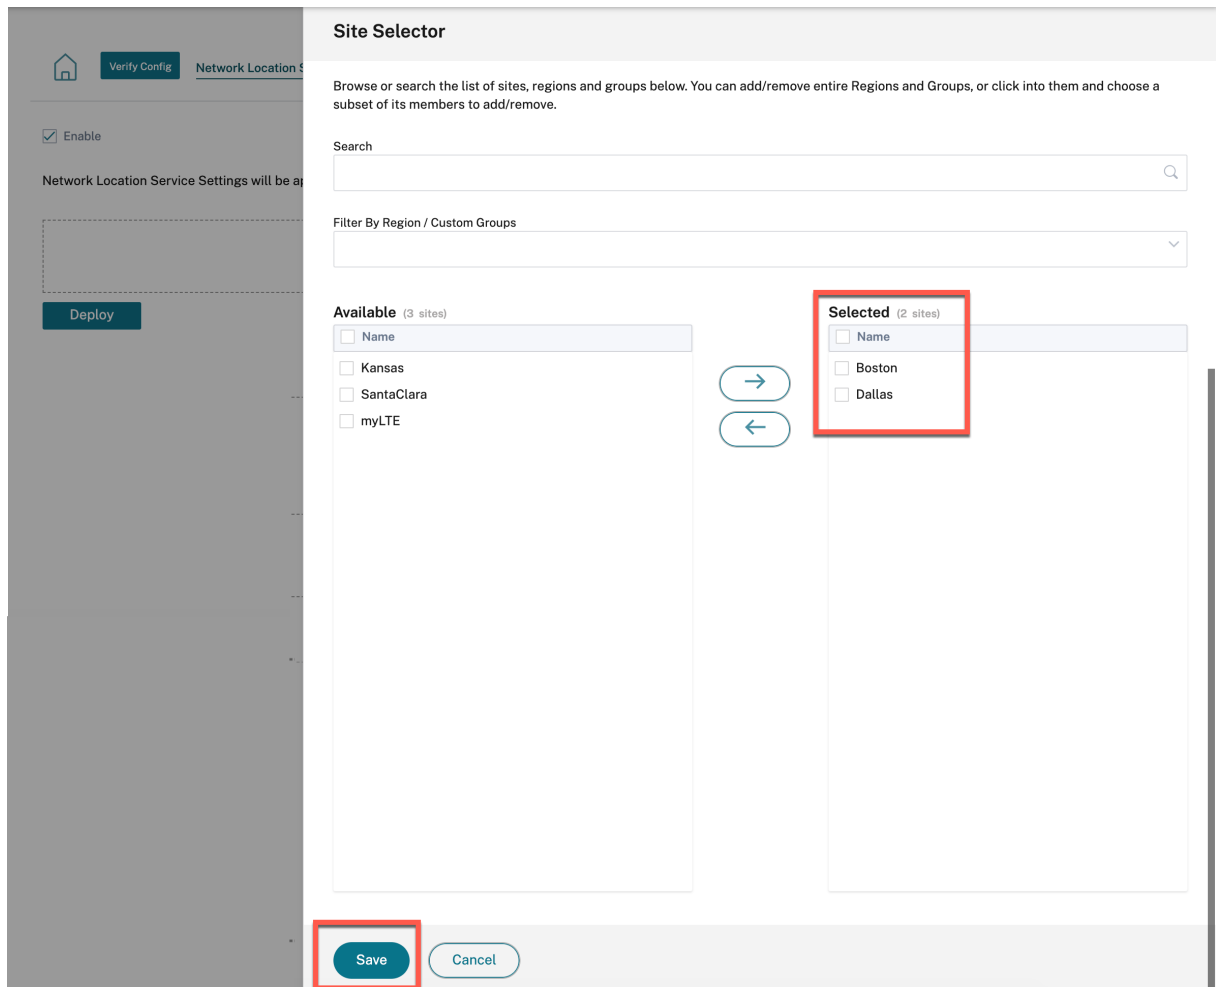 Site Selector
Verify Config
Network Location S
Browse or search the list of sites, regions and groups below. You can add/remove entire Regions and Groups, or click into them and choose a
subset of its members to add/remove.
Enable
Search
Network Location Service Settings will be ap
Filter By Region / Custom Groups
Deploy
Available (3 sites)
Name
Kansas
SantaClara
myLTE
Selected (2 sites)
Name
Boston
Dallas
Save
Cancel